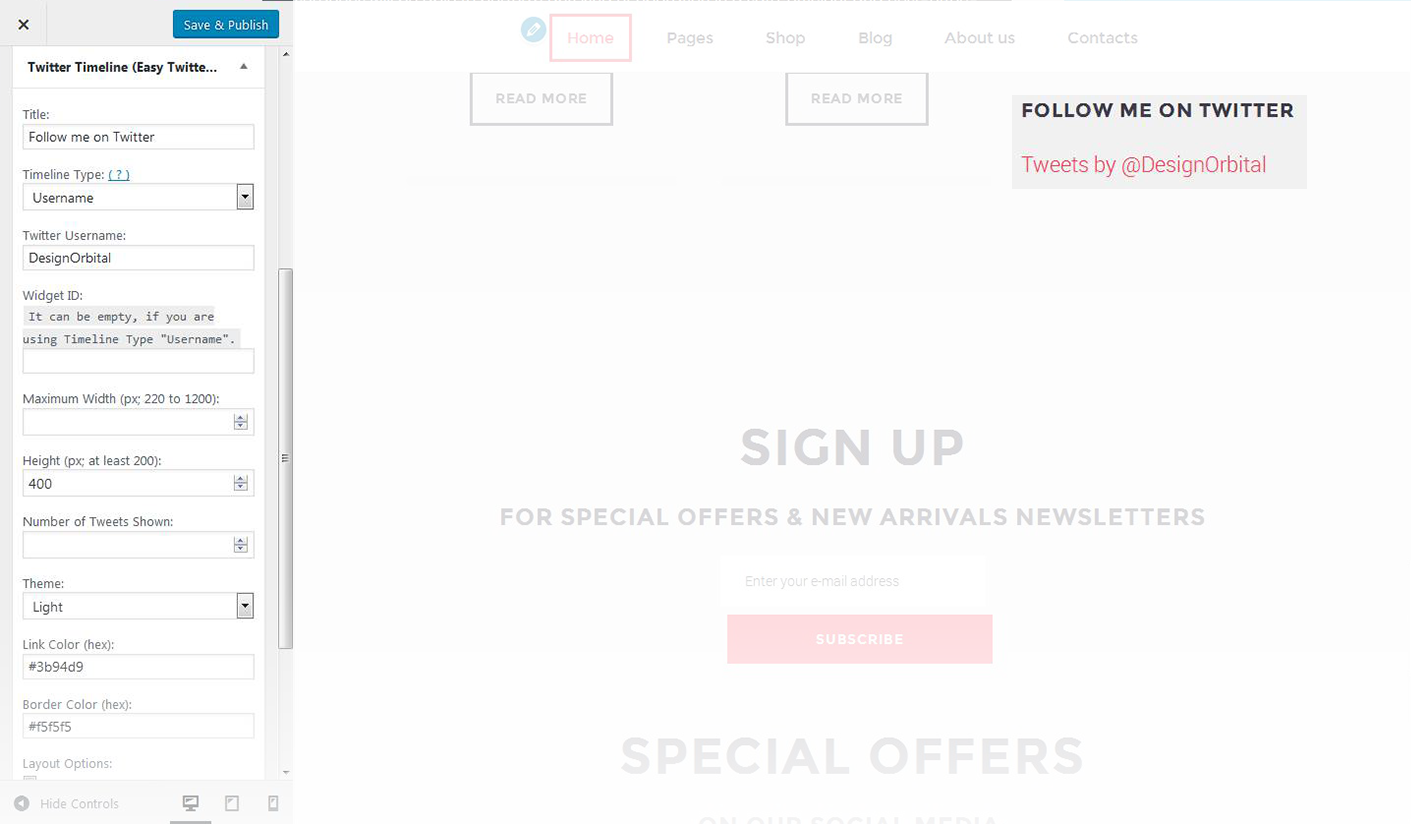 Save & Publish
Twitter Timeline (Easy Twitte...
Title:
Follow me on Twitter
Timeline Type: ( ? )
Username
Twitter Username:
DesignOrbital
Widget ID:
It can be empty, if you are
using Timeline Type "Username".
Maximum Width (px; 220 to 1200):
Height (px; at least 200):
400
Number of Tweets Shown:
Theme:
Light
Link Color (hex):
#3b94d9
Border Color (hex):
#f5f5f5
Layout Options:
Hide Controls
Home Pages Shop Blog About us Contacts
READ MORE READ MORE
FOLLOW ME ON TWITTER
Tweets by @DesignOrbital
SIGN UP
FOR SPECIAL OFFERS & NEW ARRIVALS NEWSLETTERS
Enter your e-mail address
SUBSCRIBE
SPECIAL OFFERS
ON OUR SOCIAL MEDIA